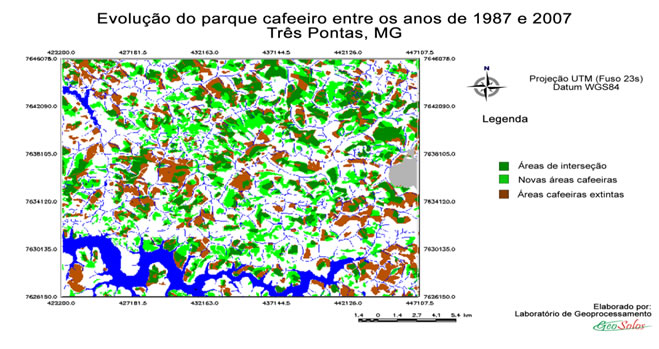 Evolução do parque cafeeiro entre os anos de 1987 e 2007
Três Pontas, MG
422200.0 427181.5 432163.0 437144.5 442126.0 447107.5
7646078.0 7646078.0
7642090.0 7642090.0
7638105.0 7638105.0
7634120.0 7634120.0
7630135.0 7630135.0
7626150.0 7626150.0
422200.0 427181.5 432163.0 437144.5 442126.0 447107.5
N
Projeção UTM (Fuso 23s)
Datum WGS84
Legenda
Áreas de interseção
Novas áreas cafeeiras
Áreas cafeeiras extintas
1.4 0 1.4 2.7 4.1 5.4 km
Elaborado por:
Laboratório de Geoprocessamento
GeoSolos